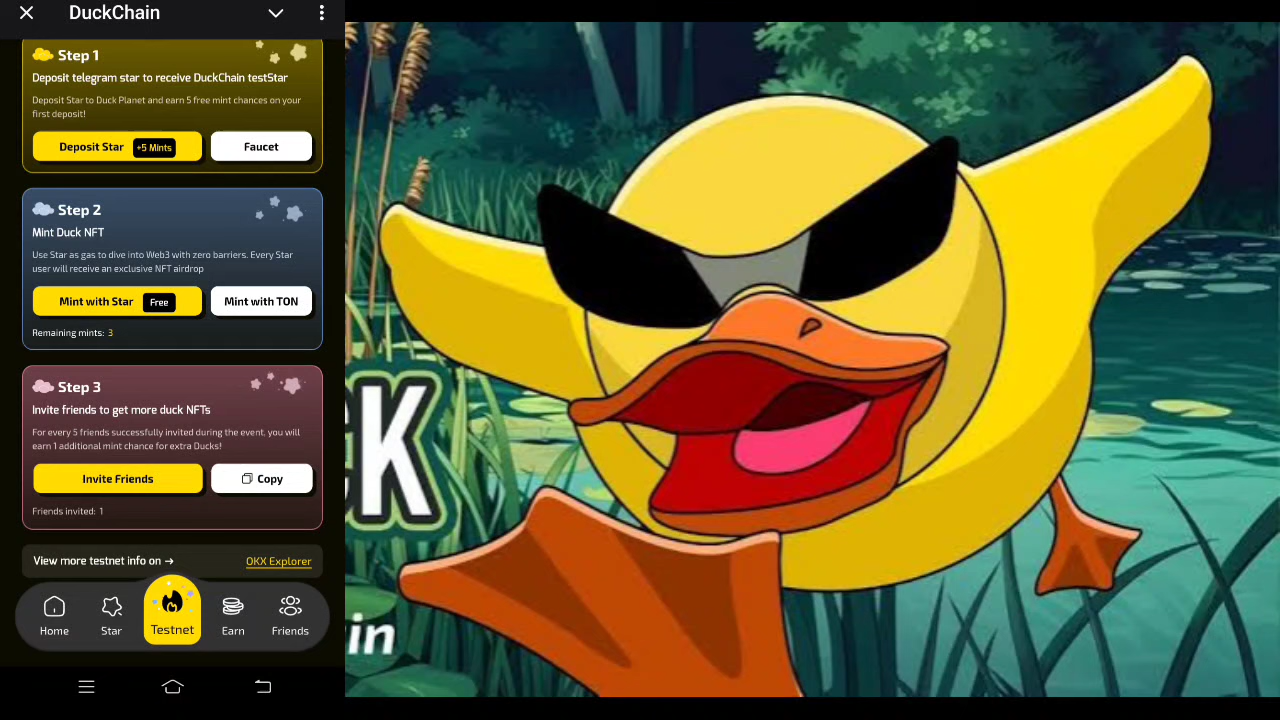 DuckChain
Step 1
Deposit telegram star to receive DuckChain testStar
Deposit Star to Duck Planet and earn 5 free mint chances on your
first deposit!
Deposit Star +5 Mints Faucet
Step 2
Mint Duck NFT
Use Star as gas to dive into Web3 with zero barriers. Every Star
user will receive an exclusive NFT airdrop
Mint with Star Free Mint with TON
Remaining mints: 3
Step 3
Invite friends to get more duck NFTs
For every 5 friends successfully invited during the event, you will
earn 1 additional mint chance for extra Ducks!
Invite Friends Copy
Friends invited: 1
View more testnet info on → OKX Explorer
Home Star Testnet Earn Friends
CK
in